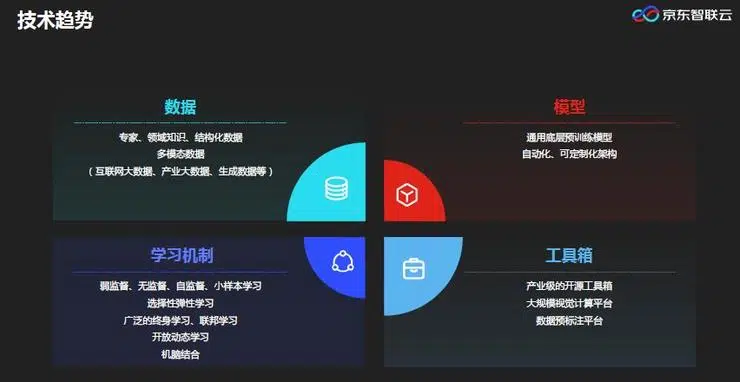 技术趋势
京东智联云
数据
专家、领域知识、结构化数据
多模态数据
（互联网大数据、产业大数据、生成数据等）
模型
通用底层预训练模型
自动化、可定制化架构
学习机制
弱监督、无监督、自监督、小样本学习
选择性弹性学习
广泛的终身学习、联邦学习
开放动态学习
机脑结合
工具箱
产业级的开源工具箱
大规模视觉计算平台
数据预标注平台